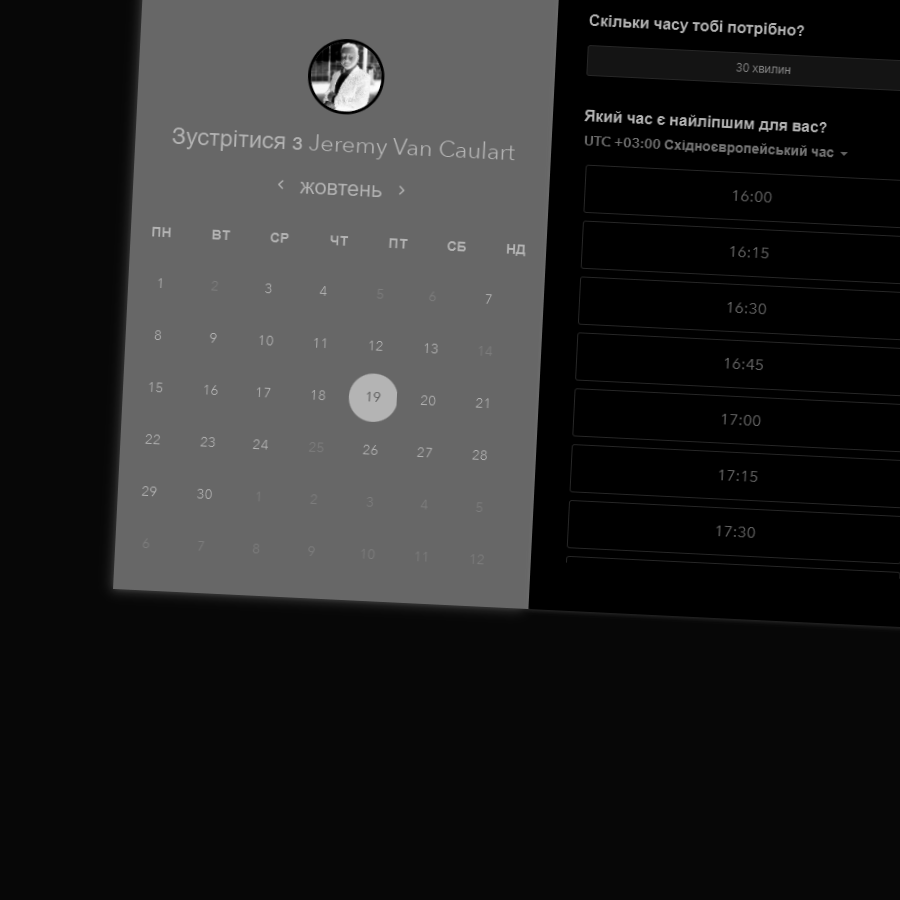 Зустрітися з Jeremy Van Caulart
‹ жовтень ›
ПН ВТ СР ЧТ ПТ СБ НД
1 2 3 4 5 6 7
8 9 10 11 12 13 14
15 16 17 18 19 20 21
22 23 24 25 26 27 28
29 30 1 2 3 4 5
6 7 8 9 10 11 12
Скільки часу тобі потрібно?
30 хвилин
Який час є найліпшим для вас?
UTC +03:00 Східноєвропейський час
16:00
16:15
16:30
16:45
17:00
17:15
17:30